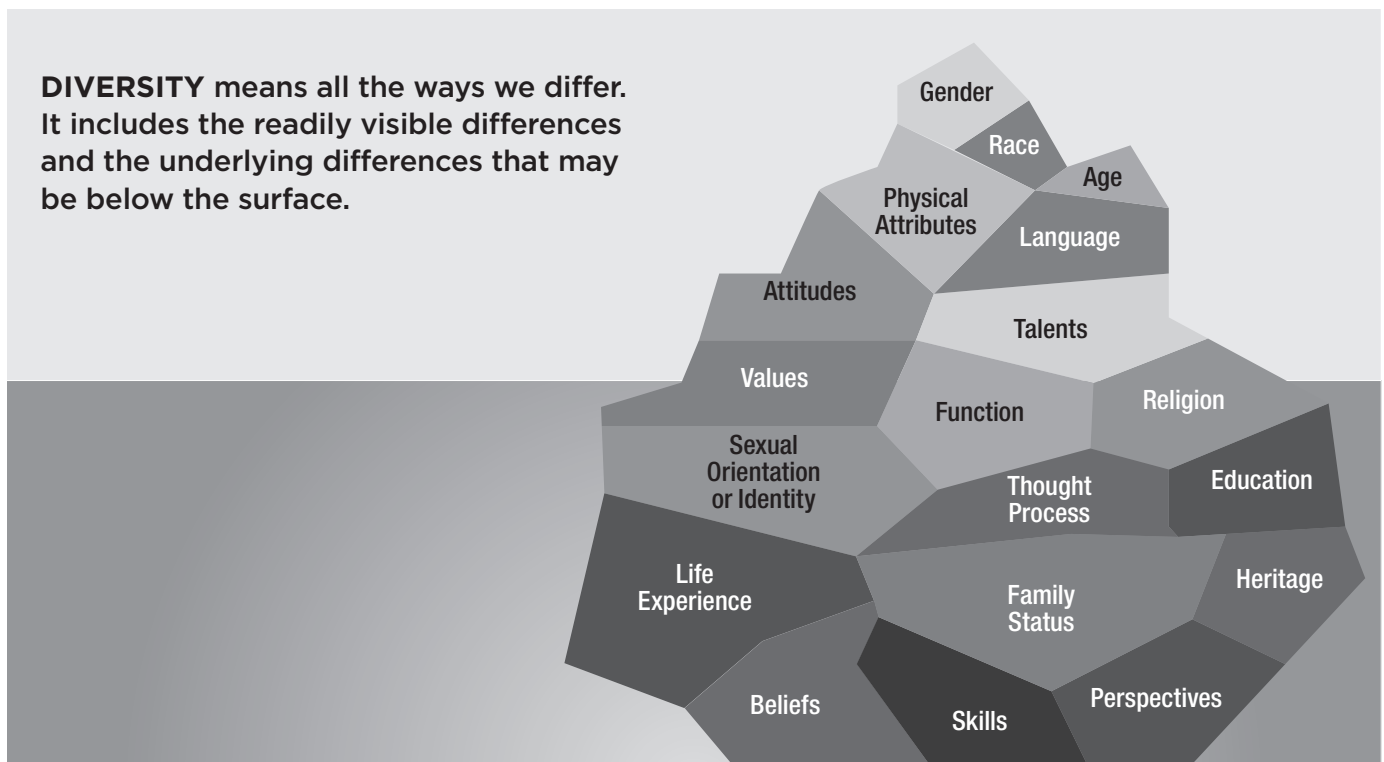 DIVERSITY means all the ways we differ.
It includes the readily visible differences
and the underlying differences that may
be below the surface.
Gender
Race
Age
Physical
Attributes
Language
Attitudes
Talents
Values
Function
Religion
Sexual
Orientation
or Identity
Thought
Process
Education
Life
Experience
Family
Status
Heritage
Beliefs
Skills
Perspectives